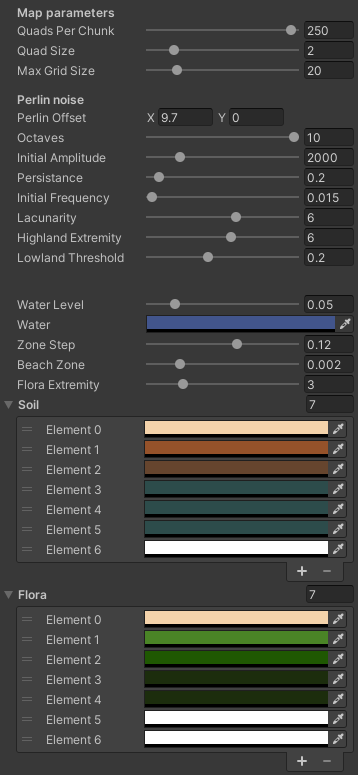 Map parameters
Quads Per Chunk 250
Quad Size 2
Max Grid Size 20
Perlin noise
Perlin Offset X 9.7 Y 0
Octaves 10
Initial Amplitude 2000
Persistance 0.2
Initial Frequency 0.015
Lacunarity 6
Highland Extremity 6
Lowland Threshold 0.2
Water Level 0.05
Water
Zone Step 0.12
Beach Zone 0.002
Flora Extremity 3
Soil 7
Element 0
Element 1
Element 2
Element 3
Element 4
Element 5
Element 6
+ −
Flora 7
Element 0
Element 1
Element 2
Element 3
Element 4
Element 5
Element 6
+ −